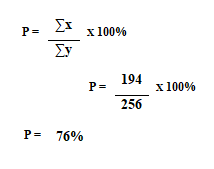 P = ∑x / ∑y x 100%
P = 194 / 256 x 100%
P = 76%